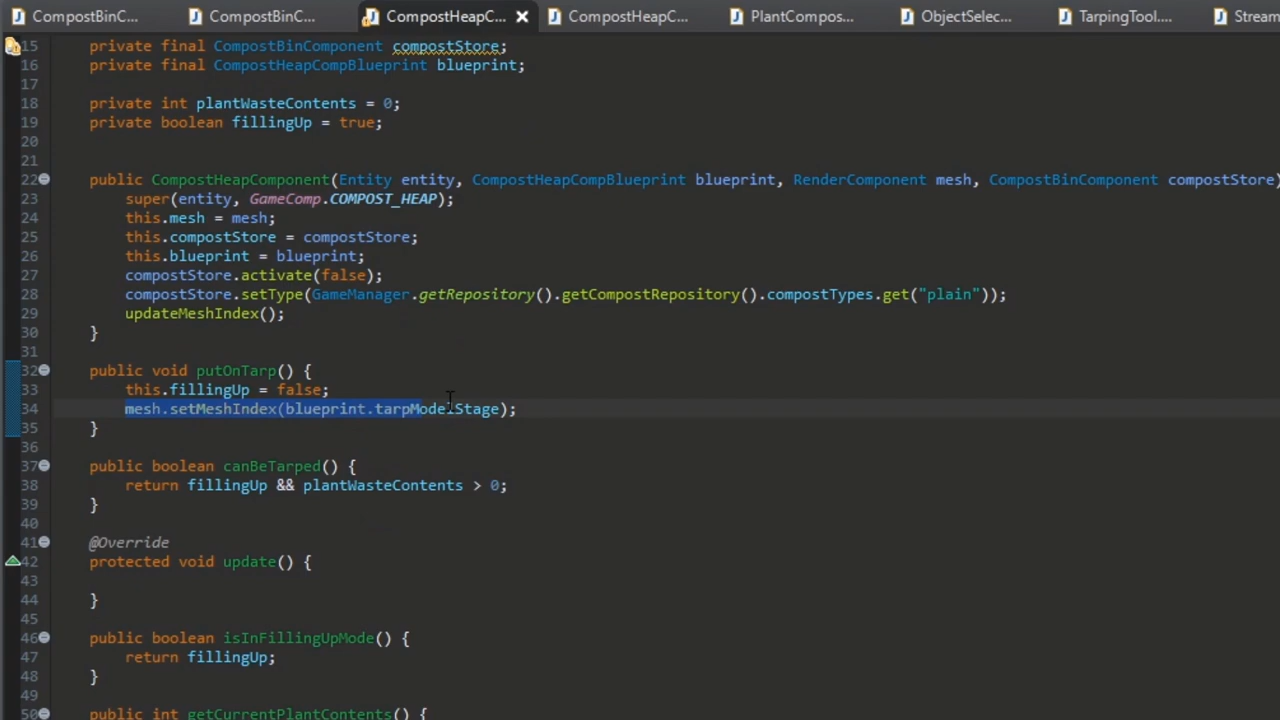 CompostBinC... CompostBinC... CompostHeapC... CompostHeapC... PlantCompos... ObjectSelec... TarpingTool.... Stream
15 private final CompostBinComponent compostStore;
16 private final CompostHeapCompBlueprint blueprint;
17
18 private int plantWasteContents = 0;
19 private boolean fillingUp = true;
20
21
22 public CompostHeapComponent(Entity entity, CompostHeapCompBlueprint blueprint, RenderComponent mesh, CompostBinComponent compostStore)
23 super(entity, GameComp.COMPOST_HEAP);
24 this.mesh = mesh;
25 this.compostStore = compostStore;
26 this.blueprint = blueprint;
27 compostStore.activate(false);
28 compostStore.setType(GameManager.getRepository().getCompostRepository().compostTypes.get("plain"));
29 updateMeshIndex();
30 }
31
32 public void putOnTarp() {
33 this.fillingUp = false;
34 mesh.setMeshIndex(blueprint.tarpModelStage);
35 }
36
37 public boolean canBeTarped() {
38 return fillingUp && plantWasteContents > 0;
39 }
40
41 @Override
42 protected void update() {
43
44 }
45
46 public boolean isInFillingUpMode() {
47 return fillingUp;
48 }
49
50 public int getCurrentPlantContents() {